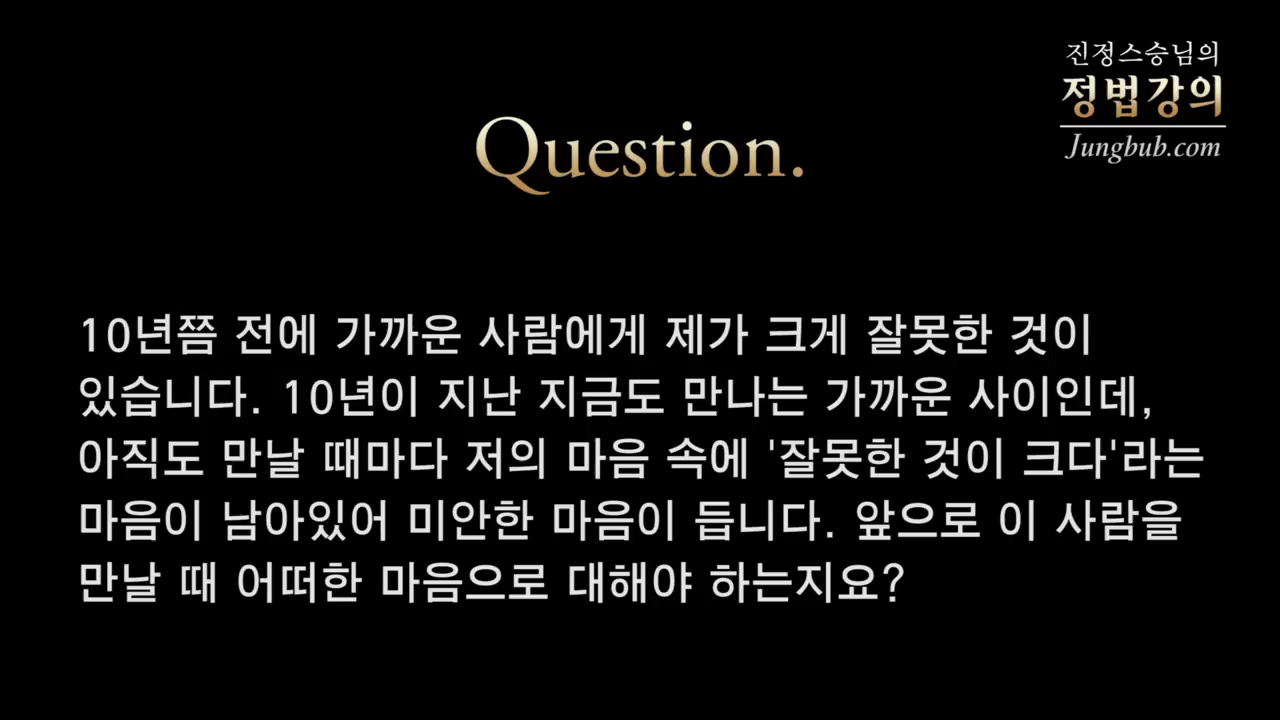 진정스승님의
정법강의
Jungbub.com
Question.
10년쯤 전에 가까운 사람에게 제가 크게 잘못한 것이
있습니다. 10년이 지난 지금도 만나는 가까운 사이인데,
아직도 만날 때마다 저의 마음 속에 '잘못한 것이 크다'라는
마음이 남아있어 미안한 마음이 듭니다. 앞으로 이 사람을
만날 때 어떠한 마음으로 대해야 하는지요?